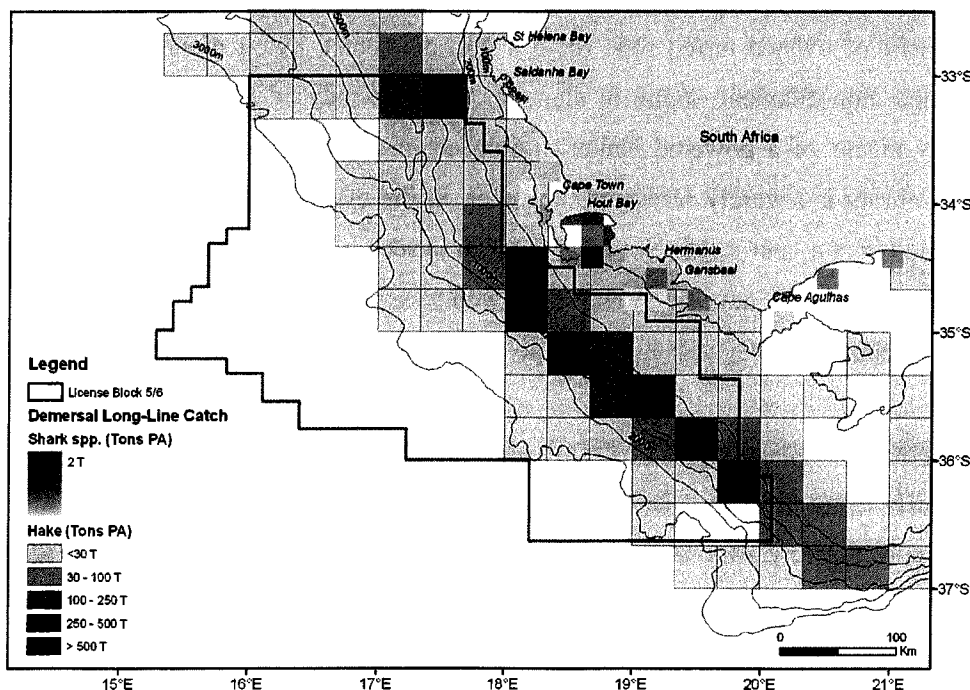 St Helena Bay
3000m
500m
200m
100m
Saldanha Bay
33°S
South Africa
Cape Town
Hout Bay
34°S
Hermanus
Gansbaai
Cape Agulhas
35°S
36°S
37°S
Legend
License Block 5/6
Demersal Long-Line Catch
Shark spp. (Tons PA)
2 T
Hake (Tons PA)
<30 T
30 - 100 T
100 - 250 T
250 - 500 T
> 500 T
0 100
Km
15°E 16°E 17°E 18°E 19°E 20°E 21°E